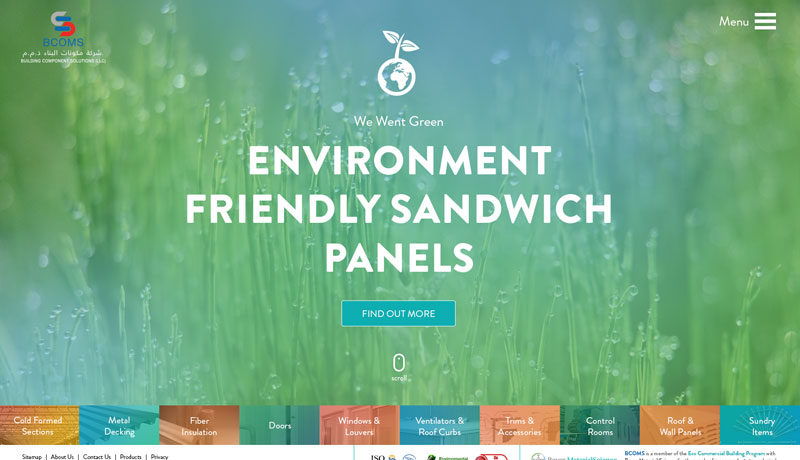 Menu
BCOMS
شركة مكونات البناء ذ.م.م.
BUILDING COMPONENT SOLUTIONS (LLC)
We Went Green
ENVIRONMENT
FRIENDLY SANDWICH
PANELS
FIND OUT MORE
scroll
Cold Formed
Sections
Metal
Decking
Fiber
Insulation
Doors
Windows &
Louvers
Ventilators &
Roof Curbs
Trims &
Accessories
Control
Rooms
Roof &
Wall Panels
Sundry
Items
Sitemap | About Us | Contact Us | Products | Privacy
ISO
Environmental
BCOMS is a member of the Eco Commercial Building Program with